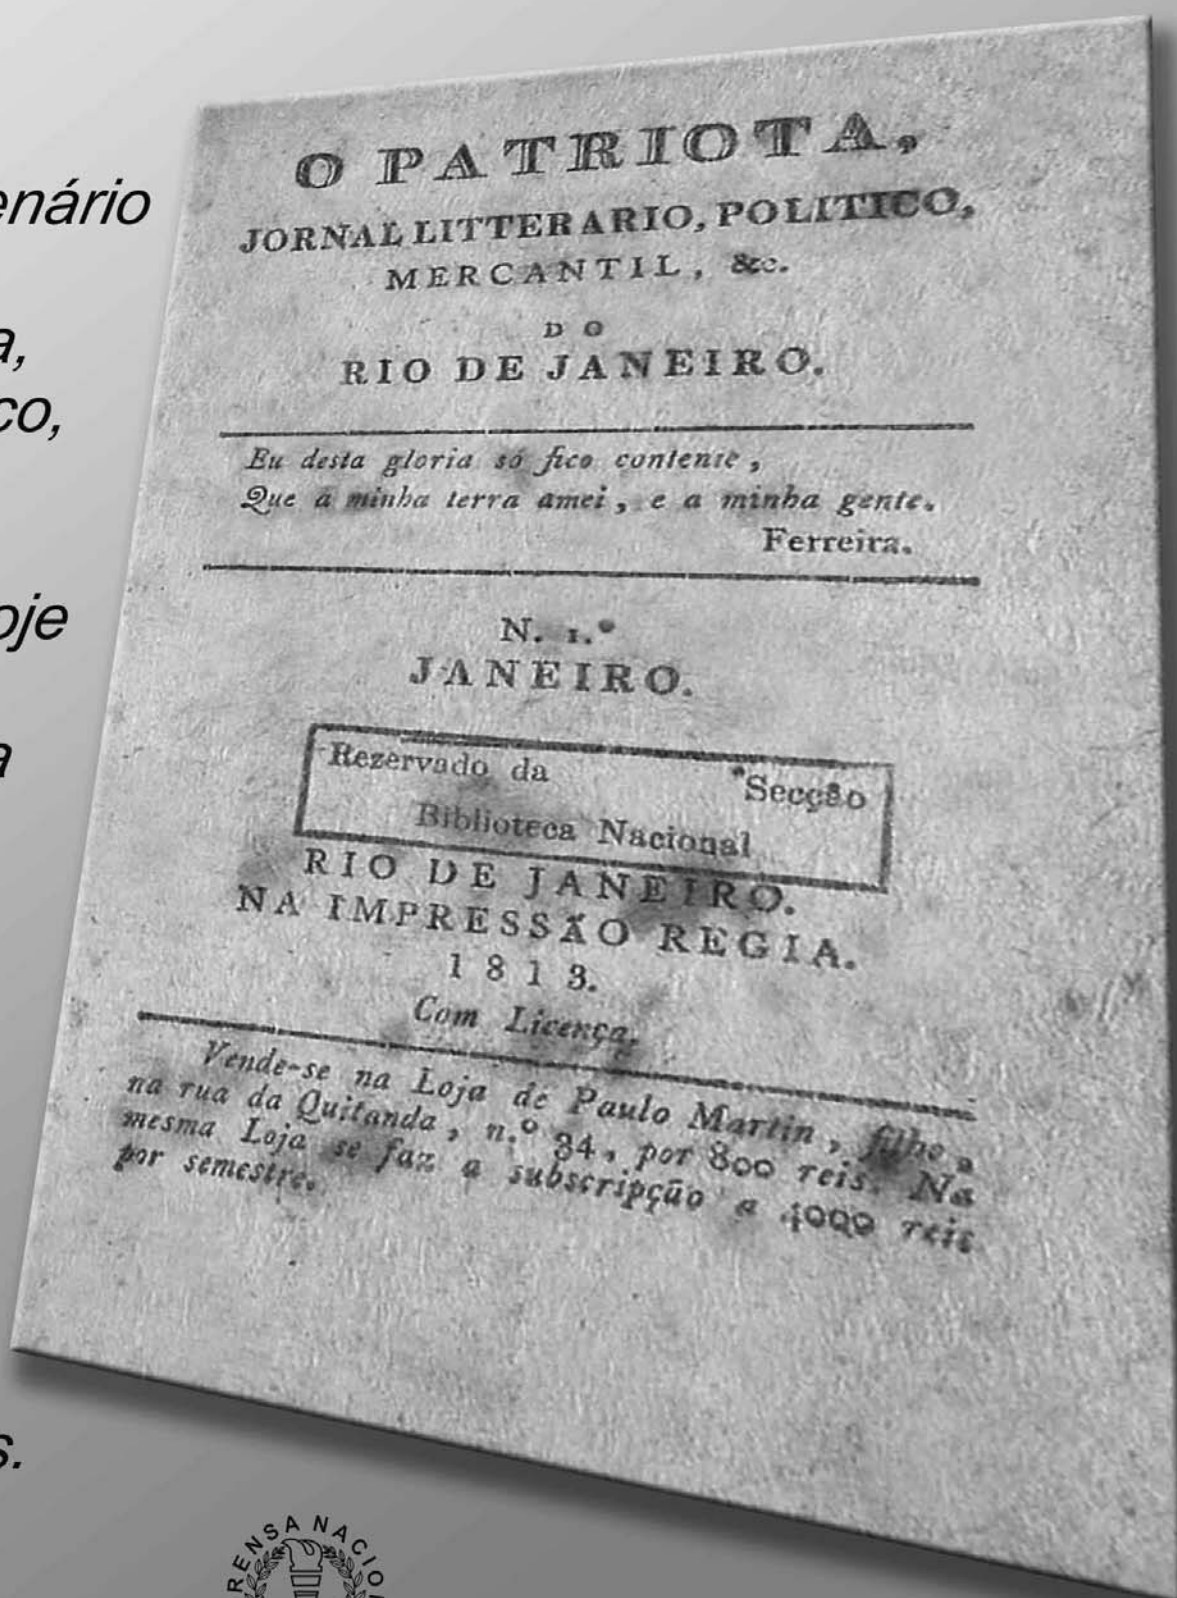 enário
a,
co,
oje
a
s.
O PATRIOTA,
JORNAL LITTERARIO, POLITICO,
MERCANTIL, &c.
DO
RIO DE JANEIRO.
Eu desta gloria só fico contente,
Que a minha terra amei, e a minha gente.
Ferreira.
N. 1.º
JANEIRO.
Rezervado da Secção
Biblioteca Nacional
RIO DE JANEIRO.
NA IMPRESSÃO REGIA.
1813.
Com Licença.
Vende-se na Loja de Paulo Martin, filho,
na rua da Quitanda, n.º 34, por 800 reis. Na
mesma Loja se faz a subscripção a 4000 reis
por semestre.
RENSA NACIO